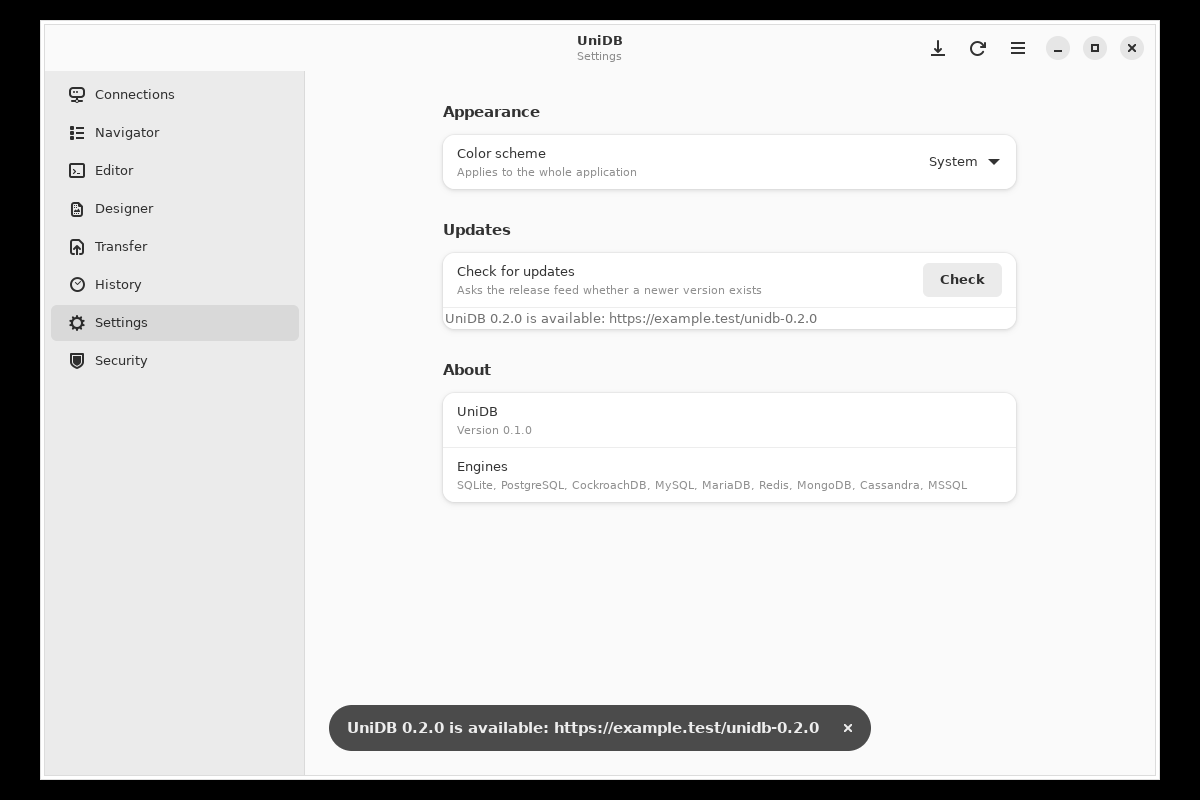 UniDB
Settings
Connections
Navigator
Editor
Designer
Transfer
History
Settings
Security
Appearance
Color scheme
Applies to the whole application
System
Updates
Check for updates
Asks the release feed whether a newer version exists
Check
UniDB 0.2.0 is available: https://example.test/unidb-0.2.0
About
UniDB
Version 0.1.0
Engines
SQLite, PostgreSQL, CockroachDB, MySQL, MariaDB, Redis, MongoDB, Cassandra, MSSQL
UniDB 0.2.0 is available: https://example.test/unidb-0.2.0